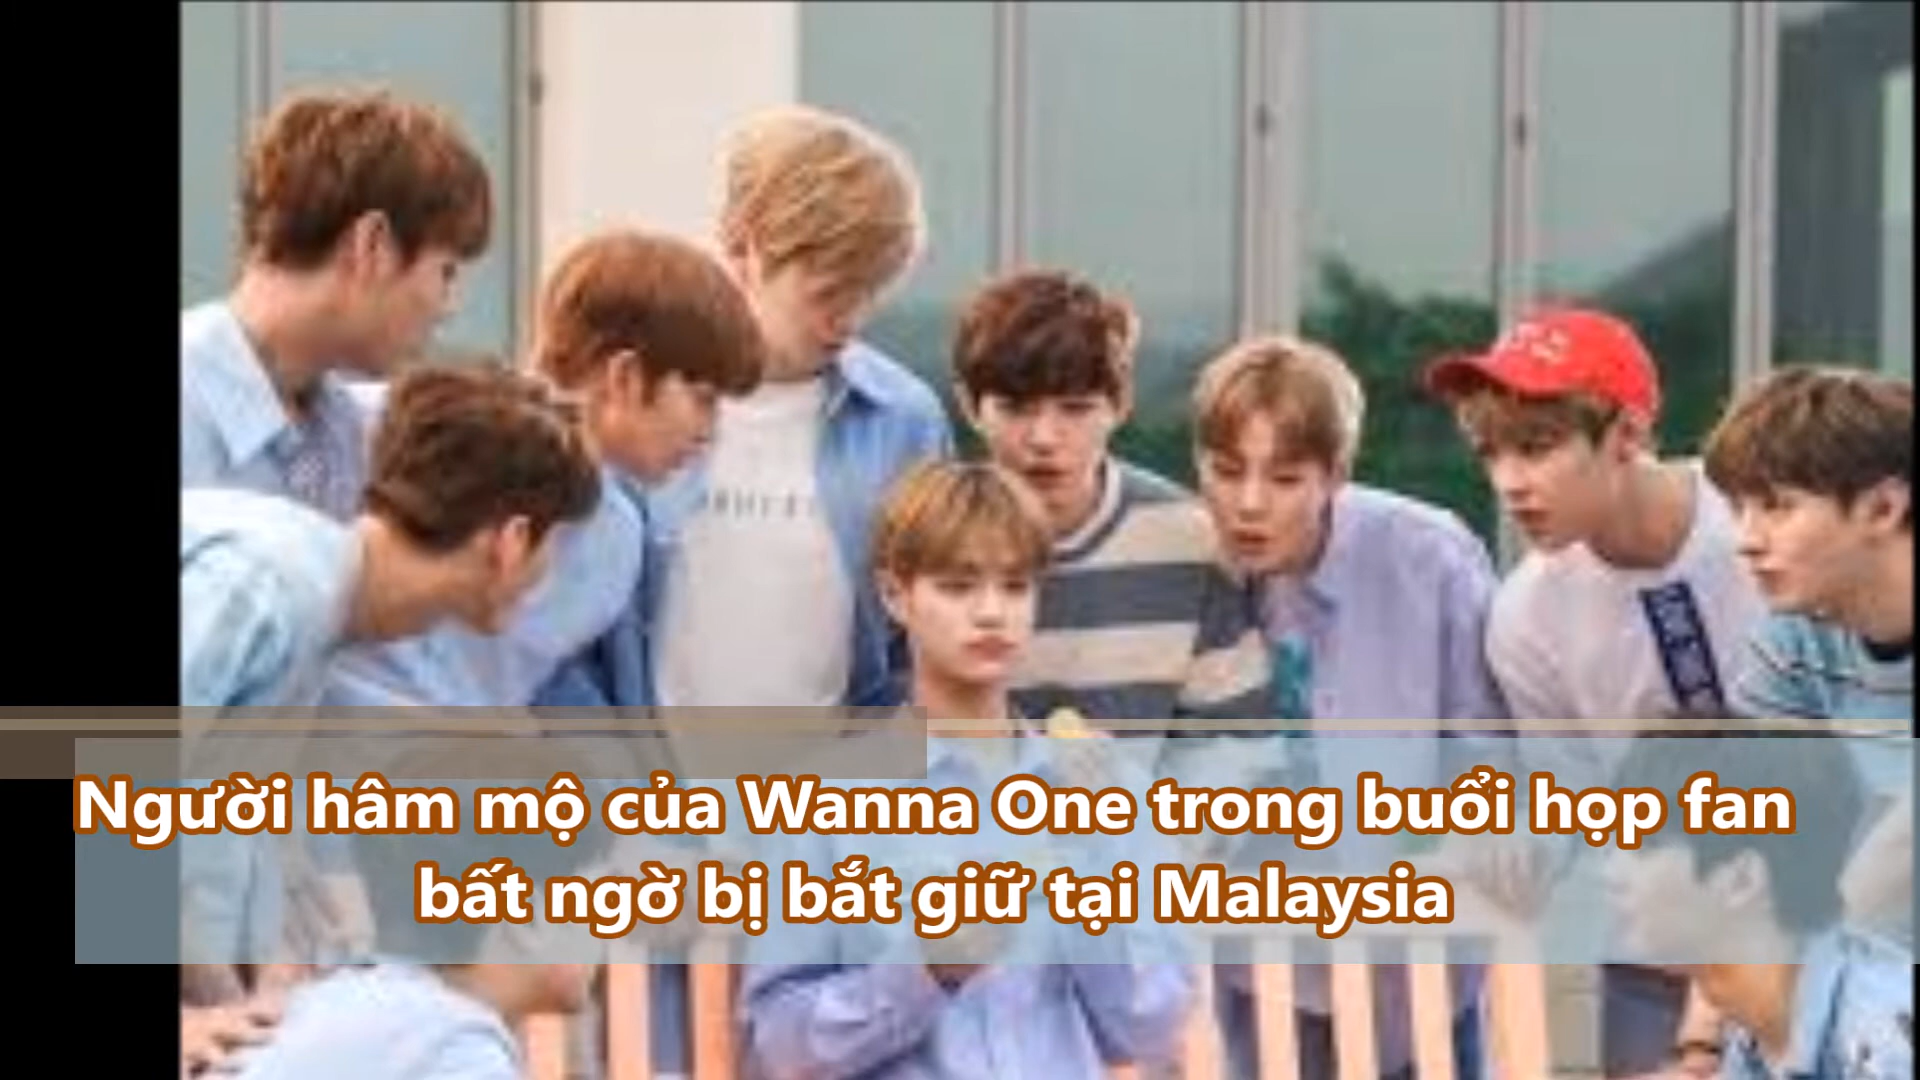 Người hâm mộ của Wanna One trong buổi họp fan
bất ngờ bị bắt giữ tại Malaysia